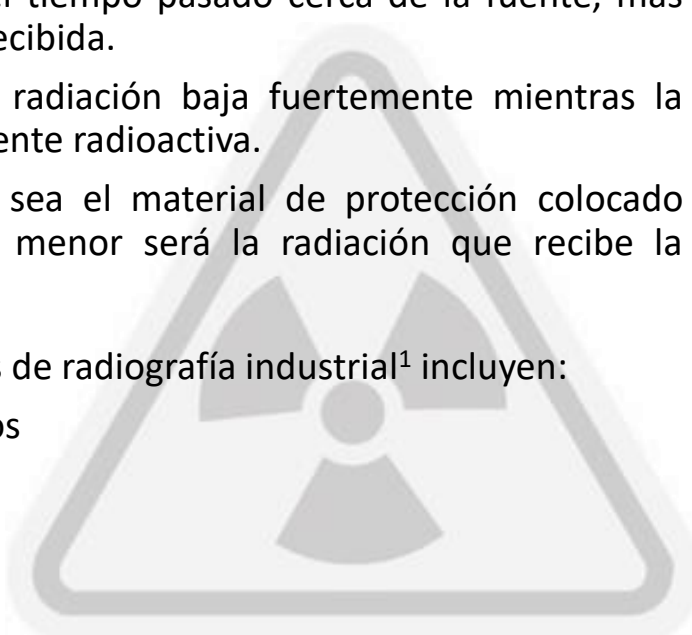 el tiempo pasado cerca de la fuente, más
ecibida.
radiación baja fuertemente mientras la
ente radioactiva.
sea el material de protección colocado
menor será la radiación que recibe la
s de radiografía industrial¹ incluyen:
os